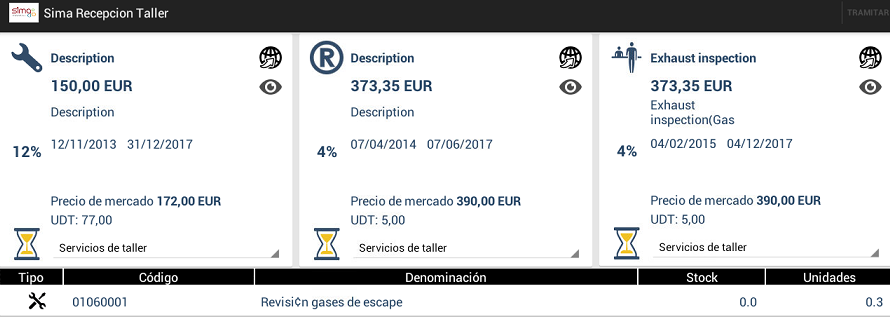 sima Sima Recepcion Taller TRAMITAR
Description
150,00 EUR
Description
12% 12/11/2013 31/12/2017
Precio de mercado 172,00 EUR
UDT: 77,00
Servicios de taller
R Description
373,35 EUR
Description
4% 07/04/2014 07/06/2017
Precio de mercado 390,00 EUR
UDT: 5,00
Servicios de taller
Exhaust inspection
373,35 EUR
Exhaust
inspection(Gas
4% 04/02/2015 04/12/2017
Precio de mercado 390,00 EUR
UDT: 5,00
Servicios de taller
Tipo Código Denominación Stock Unidades
01060001 Revisi¢n gases de escape 0.0 0.3